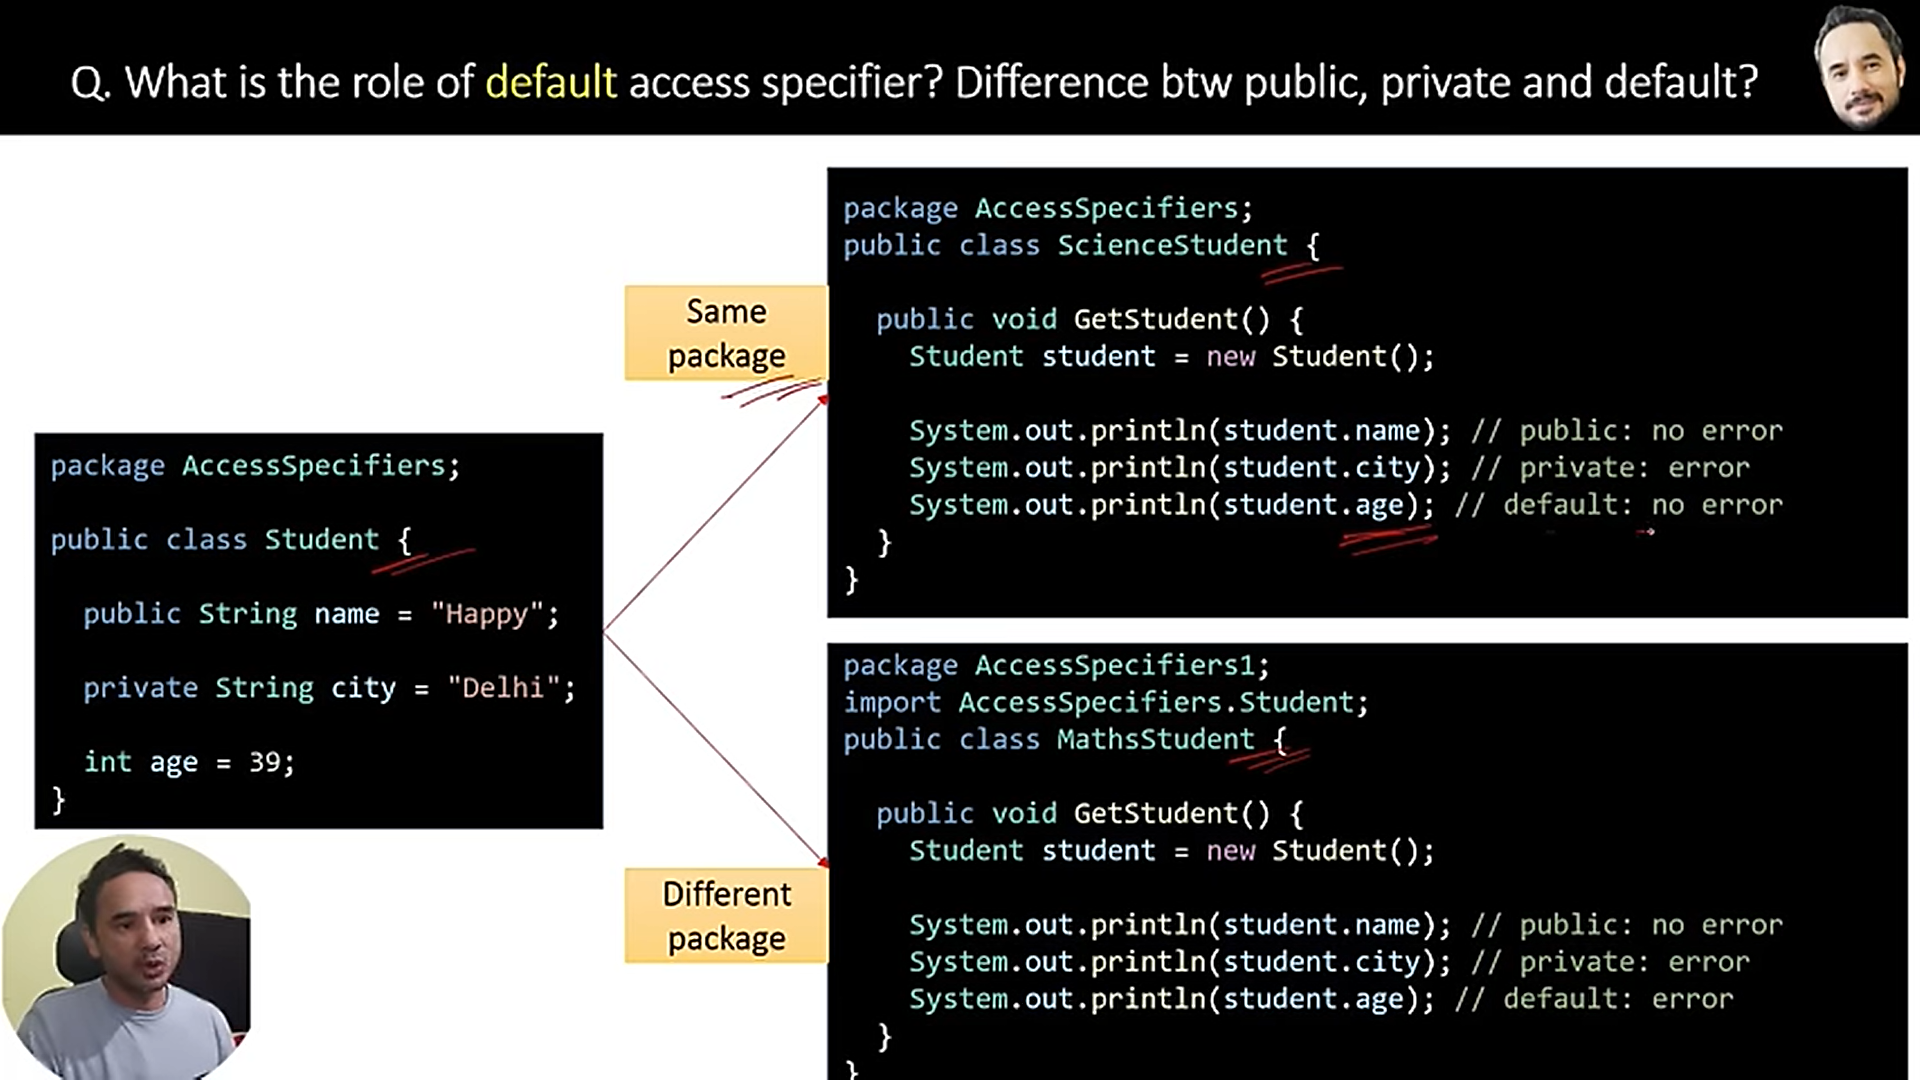 Q. What is the role of default access specifier? Difference btw public, private and default?
package AccessSpecifiers;
public class Student {
public String name = "Happy";
private String city = "Delhi";
int age = 39;
}
Same
package
package AccessSpecifiers;
public class ScienceStudent {
public void GetStudent() {
Student student = new Student();
System.out.println(student.name); // public: no error
System.out.println(student.city); // private: error
System.out.println(student.age); // default: no error
}
}
Different
package
package AccessSpecifiers1;
import AccessSpecifiers.Student;
public class MathsStudent {
public void GetStudent() {
Student student = new Student();
System.out.println(student.name); // public: no error
System.out.println(student.city); // private: error
System.out.println(student.age); // default: error
}
}